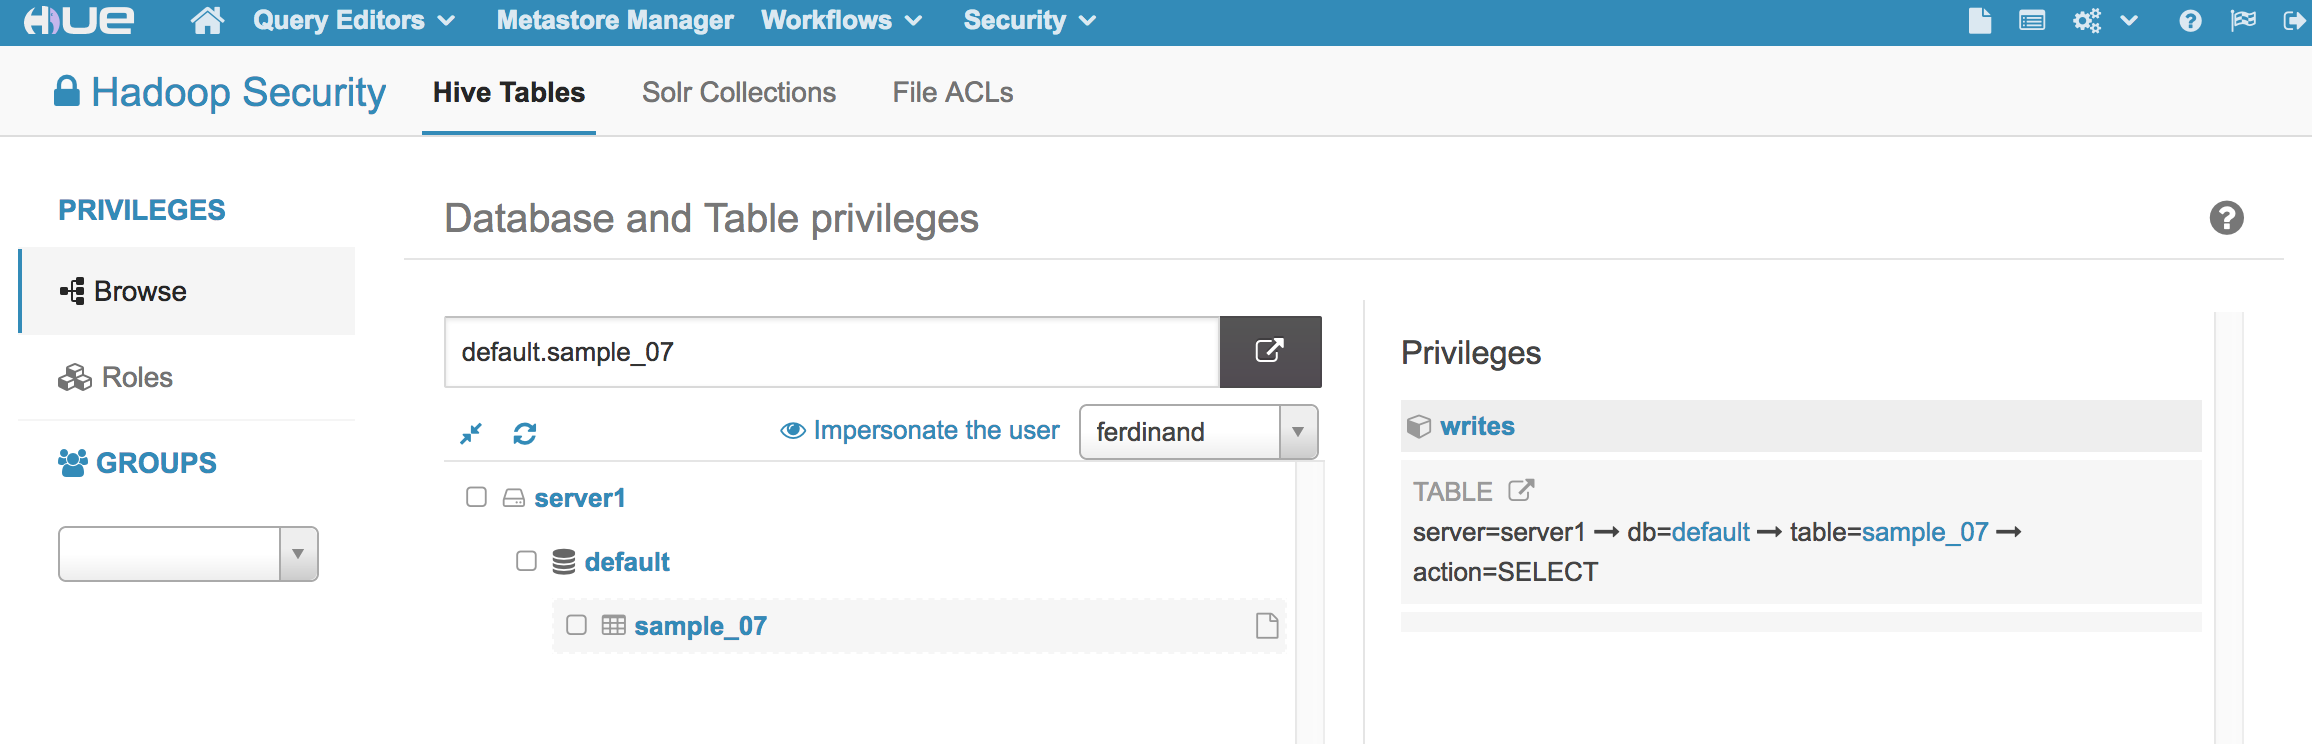 HUE Query Editors Metastore Manager Workflows Security
Hadoop Security Hive Tables Solr Collections File ACLs
PRIVILEGES
Browse
Roles
GROUPS
Database and Table privileges
default.sample_07
Impersonate the user ferdinand
server1
default
sample_07
Privileges
writes
TABLE
server=server1 → db=default → table=sample_07 →
action=SELECT